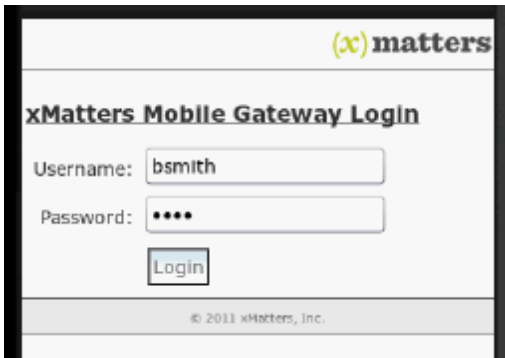 (x) matters
xMatters Mobile Gateway Login
Username: bsmith
Password: ••••
Login
© 2011 xMatters, Inc.